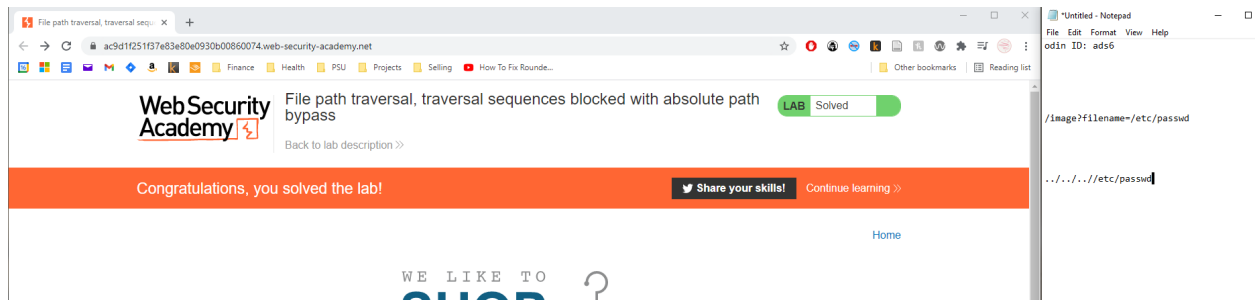 File path traversal, traversal sequ
ac9d1f251f37e83e80e0930b00860074.web-security-academy.net
Finance
Health
PSU
Projects
Selling
How To Fix Rounde...
Other bookmarks
Reading list
WebSecurity
Academy
File path traversal, traversal sequences blocked with absolute path
bypass
Back to lab description
LAB Solved
Congratulations, you solved the lab!
Share your skills!
Continue learning
Home
WE LIKE TO
SHOP
*Untitled - Notepad
File Edit Format View Help
odin ID: ads6
/image?filename=/etc/passwd
../../..//etc/passwd